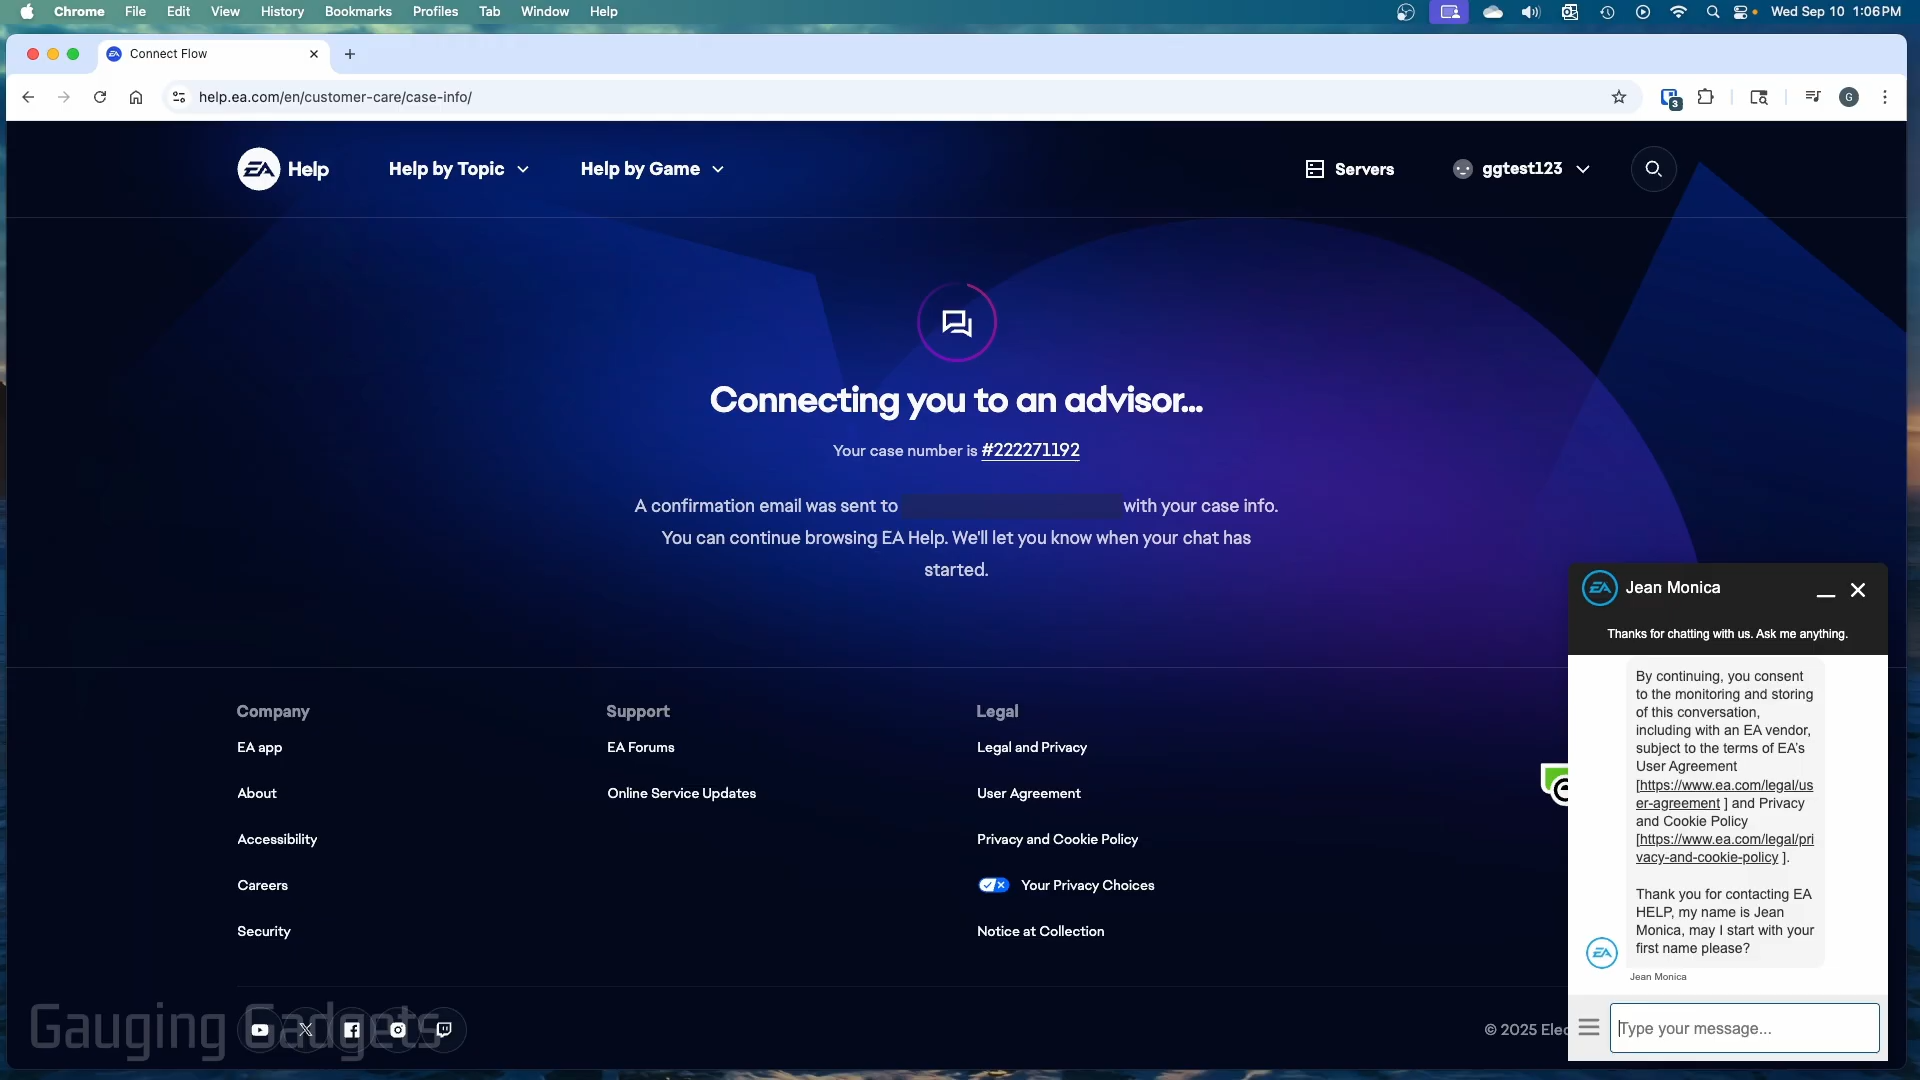 Chrome File Edit View History Bookmarks Profiles Tab Window Help Wed Sep 10 1:06 PM
Connect Flow
help.ea.com/en/customer-care/case-info/
3
G
EA Help Help by Topic Help by Game Servers ggtest123
Connecting you to an advisor...
Your case number is #222271192
A confirmation email was sent to with your case info.
You can continue browsing EA Help. We'll let you know when your chat has
started.
Company
EA app
About
Accessibility
Careers
Security
Support
EA Forums
Online Service Updates
Legal
Legal and Privacy
User Agreement
Privacy and Cookie Policy
Your Privacy Choices
Notice at Collection
Gauging Gadgets
© 2025 Elec
EA Jean Monica
Thanks for chatting with us. Ask me anything.
By continuing, you consent
to the monitoring and storing
of this conversation,
including with an EA vendor,
subject to the terms of EA's
User Agreement
[https://www.ea.com/legal/us
er-agreement ] and Privacy
and Cookie Policy
[https://www.ea.com/legal/pri
vacy-and-cookie-policy ].
Thank you for contacting EA
HELP, my name is Jean
Monica, may I start with your
first name please?
EA
Jean Monica
Type your message...